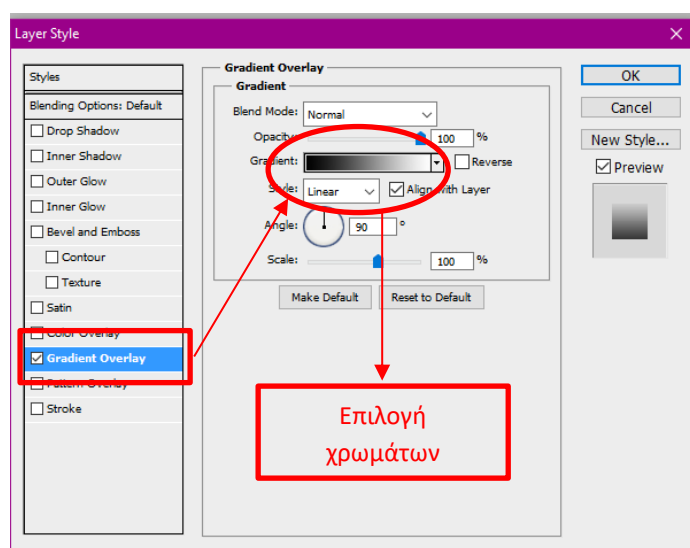 Layer Style
Styles
Blending Options: Default
Drop Shadow
Inner Shadow
Outer Glow
Inner Glow
Bevel and Emboss
Contour
Texture
Satin
Color Overlay
Gradient Overlay
Pattern Overlay
Stroke
Gradient Overlay
Gradient
Blend Mode: Normal
Opacity: 100 %
Gradient: Reverse
Style: Linear Align with Layer
Angle: 90 °
Scale: 100 %
Make Default Reset to Default
Επιλογή
χρωμάτων
OK
Cancel
New Style...
Preview